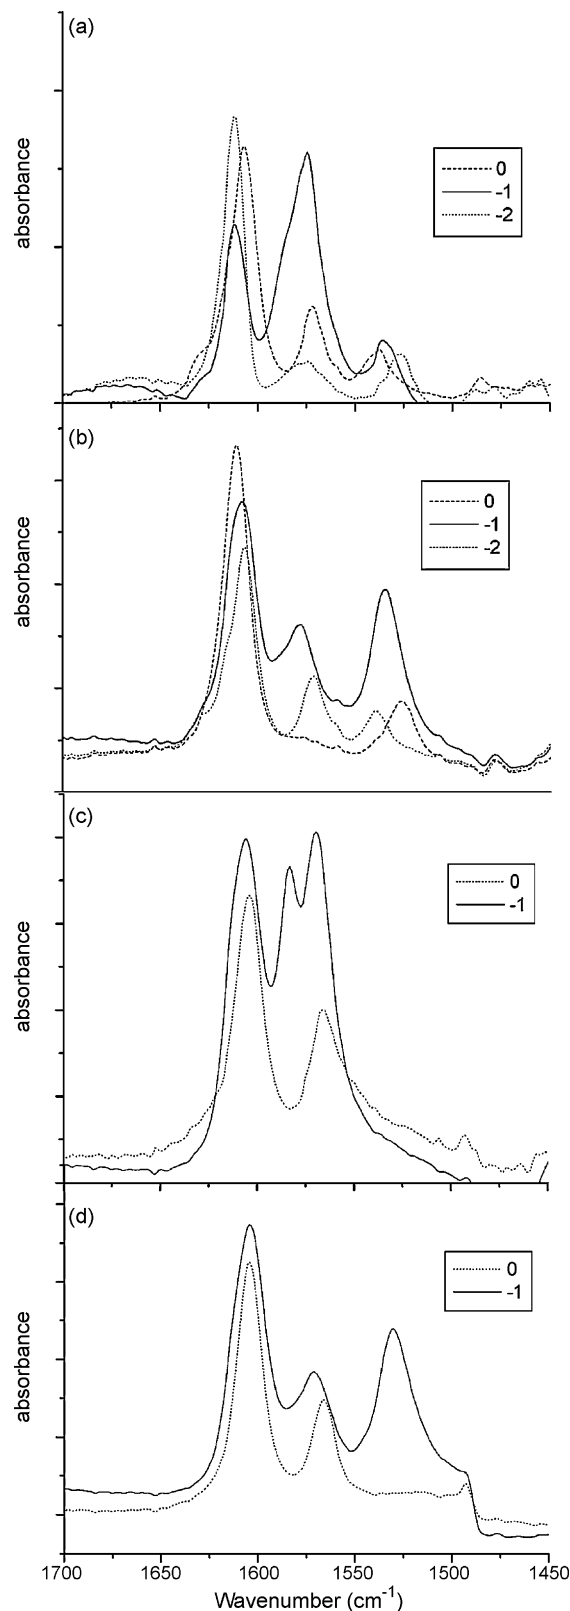 (a)
absorbance
0
-1
-2
(b)
absorbance
0
-1
-2
(c)
absorbance
0
-1
(d)
absorbance
0
-1
1700 1650 1600 1550 1500 1450
Wavenumber (cm⁻¹)